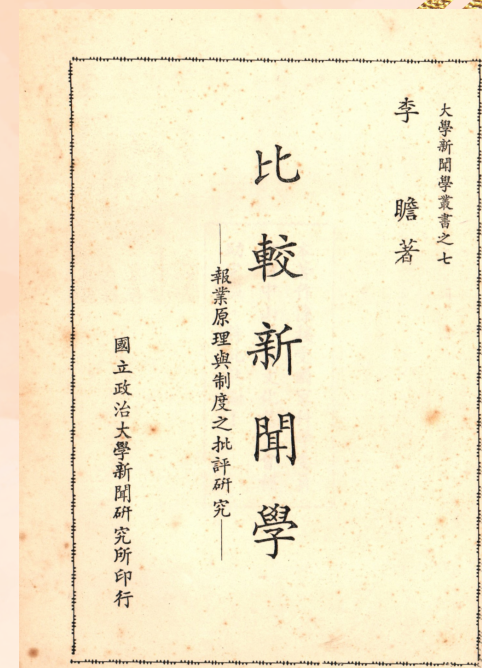 大學新聞學叢書之七
李瞻著
比較新聞學
──報業原理與制度之批評研究──
國立政治大學新聞研究所印行